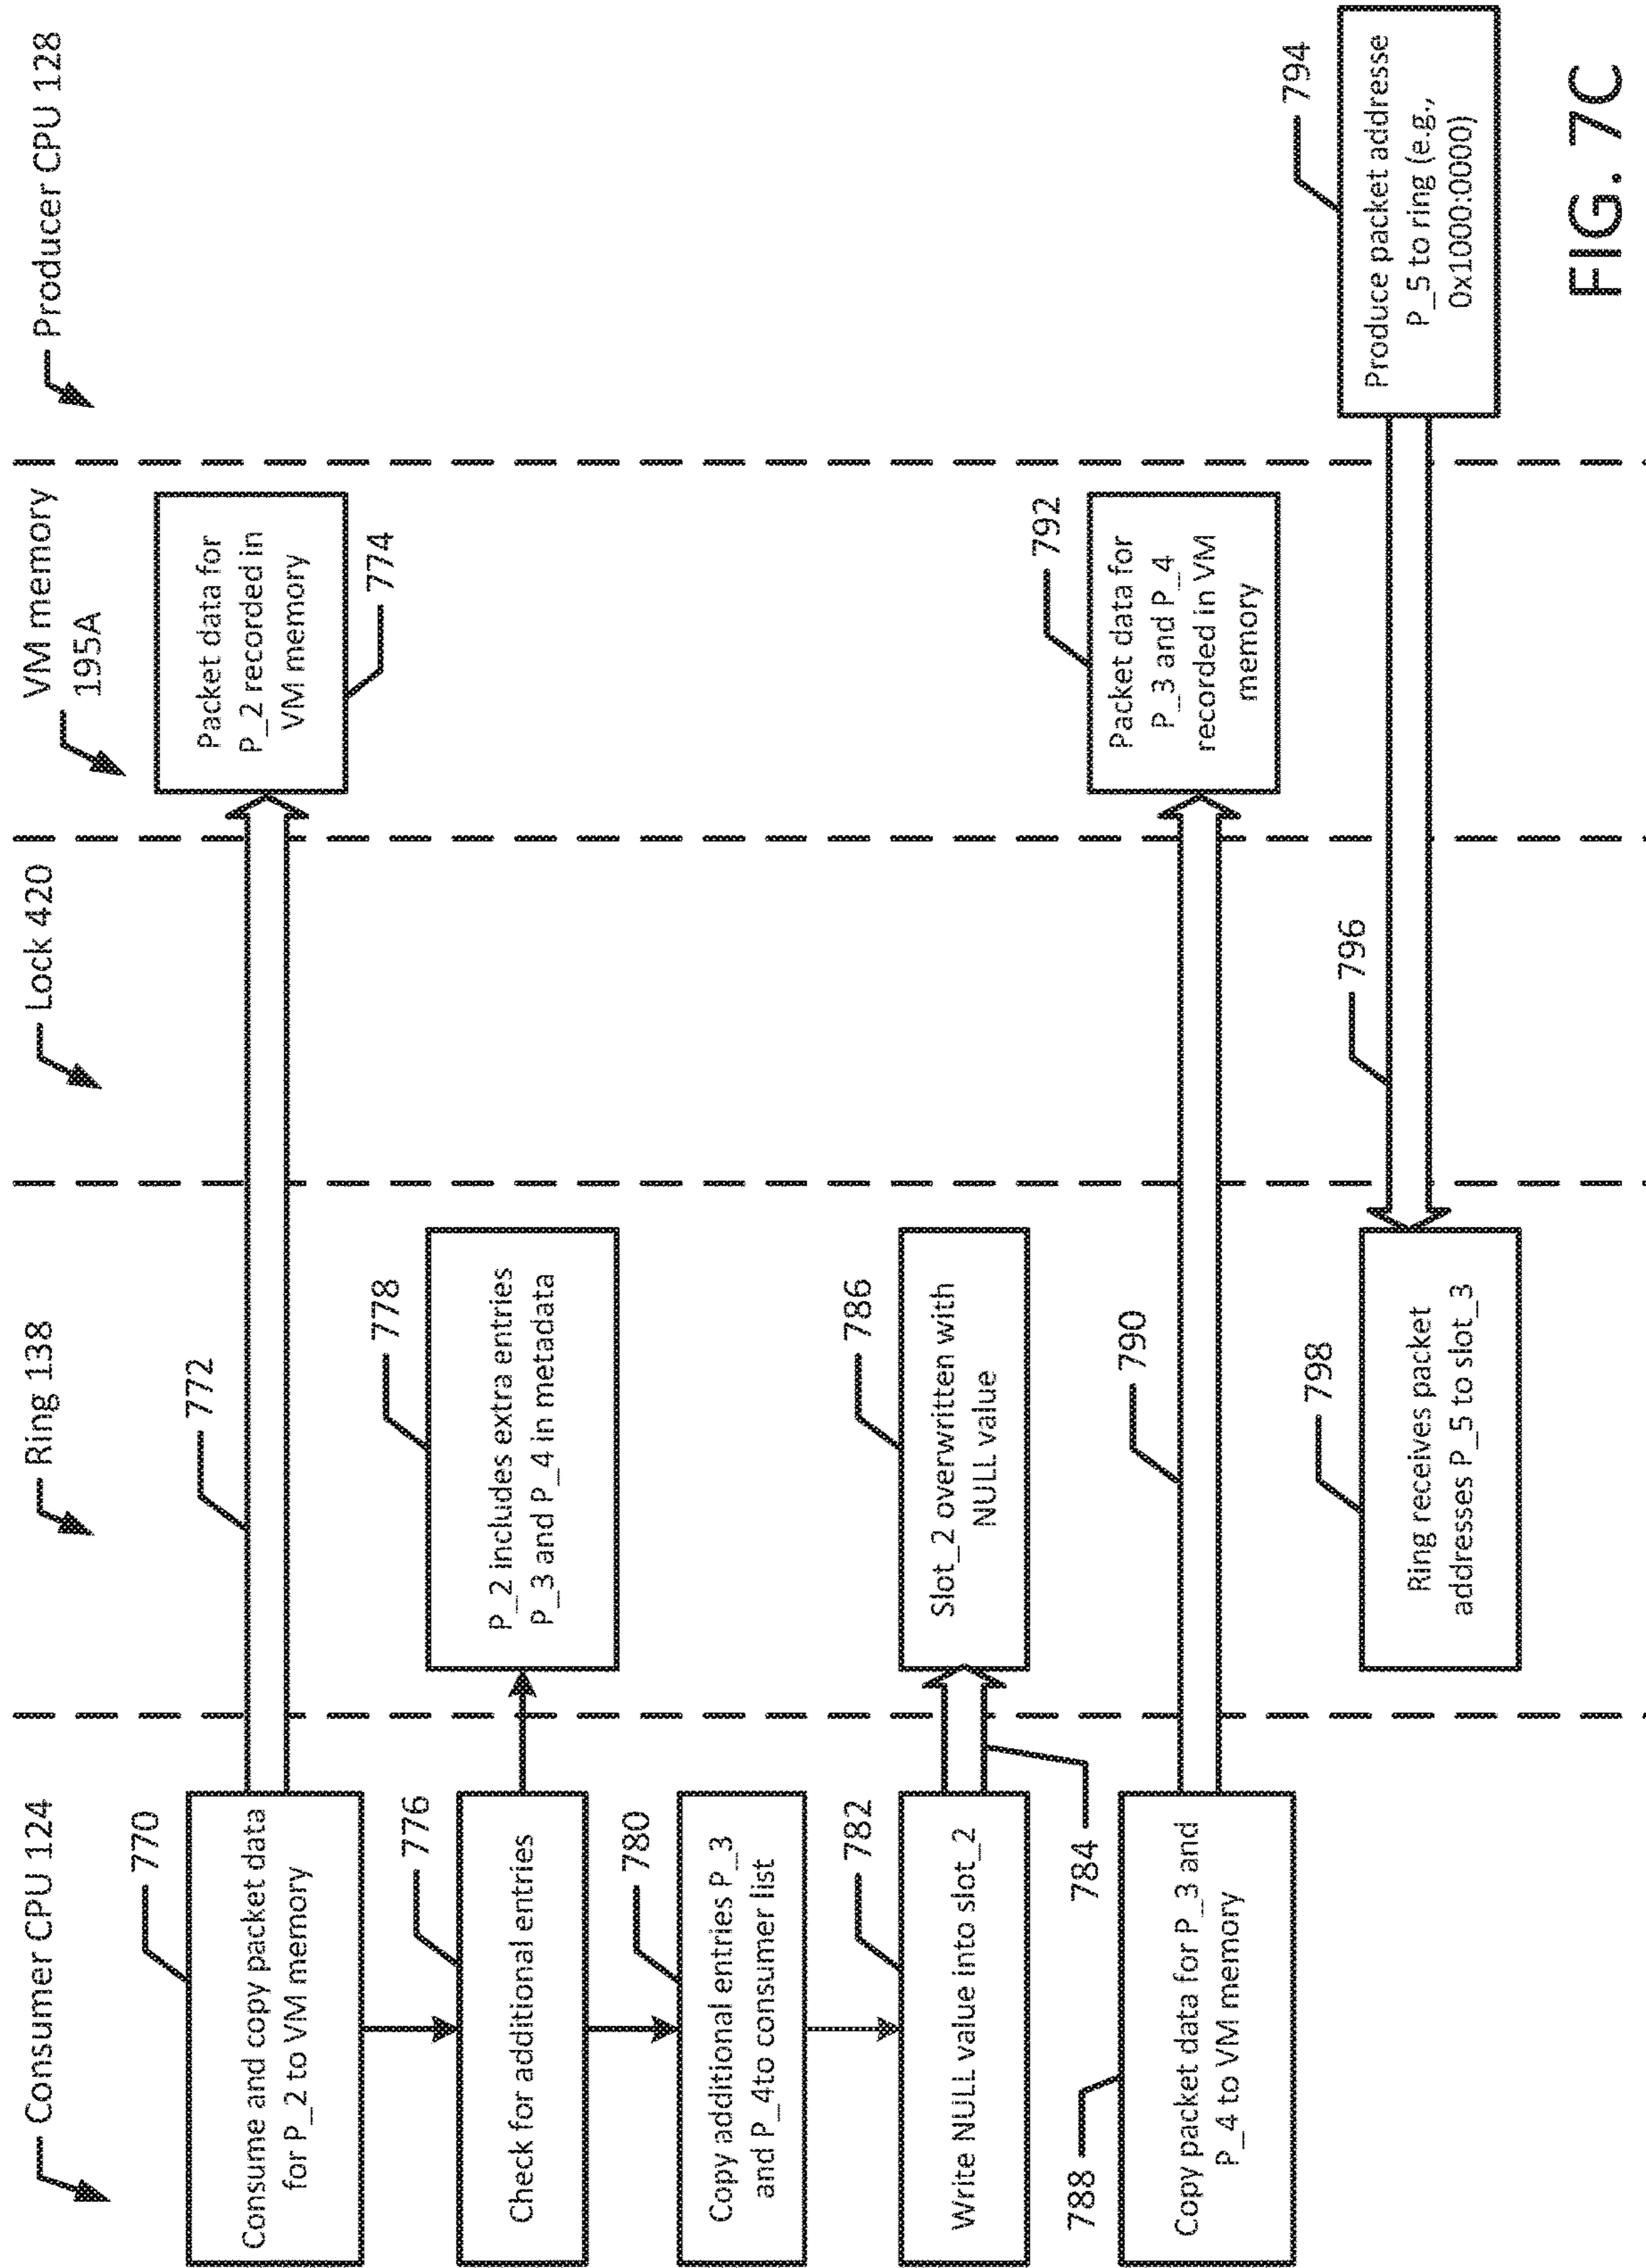 Consumer CPU 124
Ring 138
Lock 420
VM memory
195A
Producer CPU 128
770
Consume and copy packet data
for P_2 to VM memory
772
Packet data for
P_2 recorded in
VM memory
774
776
Check for additional entries
778
P_2 includes extra entries
P_3 and P_4 in metadata
780
Copy additional entries P_3
and P_4to consumer list
782
Write NULL value into slot_2
784
786
Slot_2 overwritten with
NULL value
788
Copy packet data for P_3 and
P_4 to VM memory
790
792
Packet data for
P_3 and P_4
recorded in VM
memory
794
Produce packet addresse
P_5 to ring (e.g.,
0x1000:0000)
796
798
Ring receives packet
addresses P_5 to slot_3
FIG. 7C